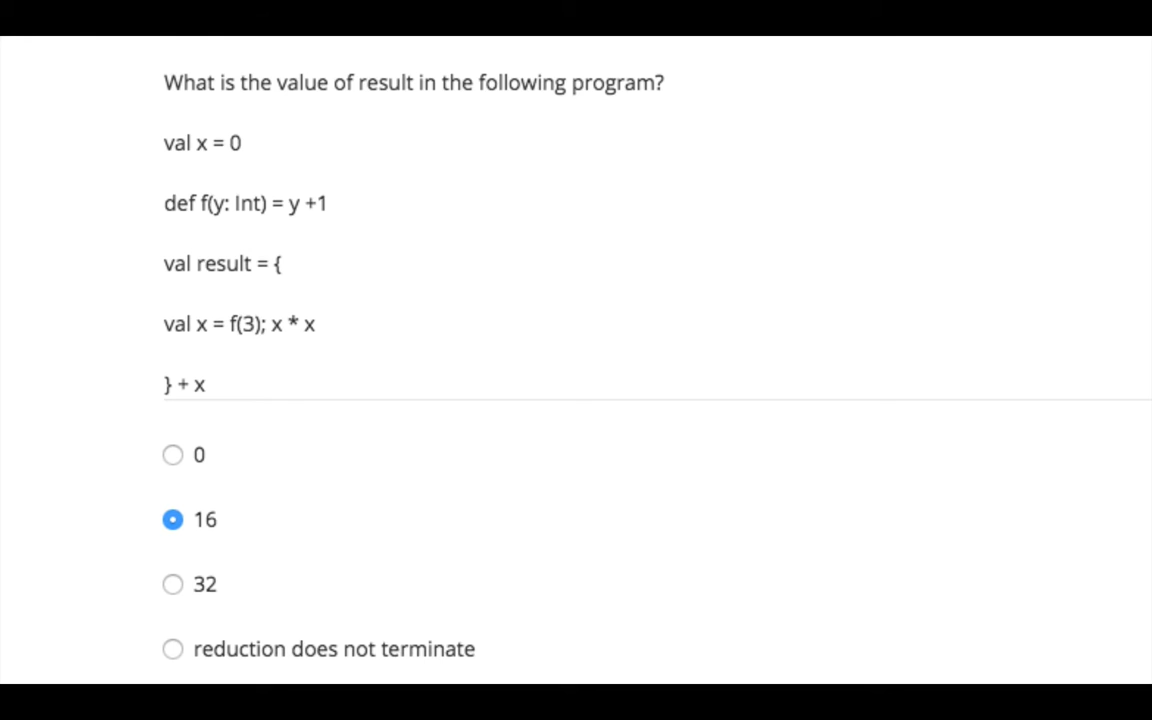 What is the value of result in the following program?
val x = 0
def f(y: Int) = y +1
val result = {
val x = f(3); x * x
} + x
0
16
32
reduction does not terminate